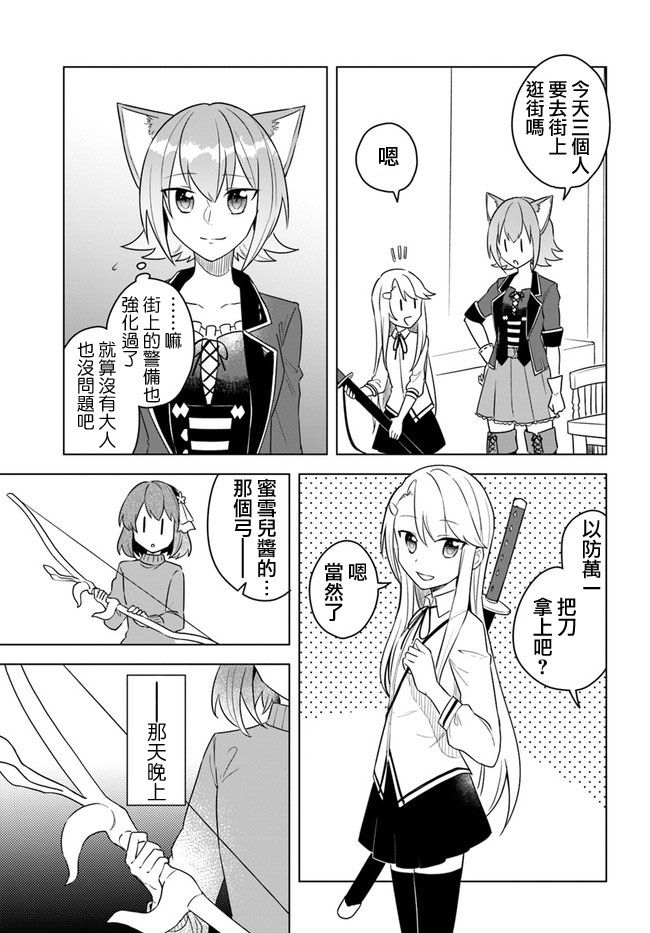 今天三個人
要去街上
逛街嗎
嗯
……嘛
街上的警備也
強化過了
就算沒有大人
也沒問題吧
以防萬一
把刀
拿上吧？
嗯
當然了
蜜雪兒醬的…
那個弓——
——那天晚上